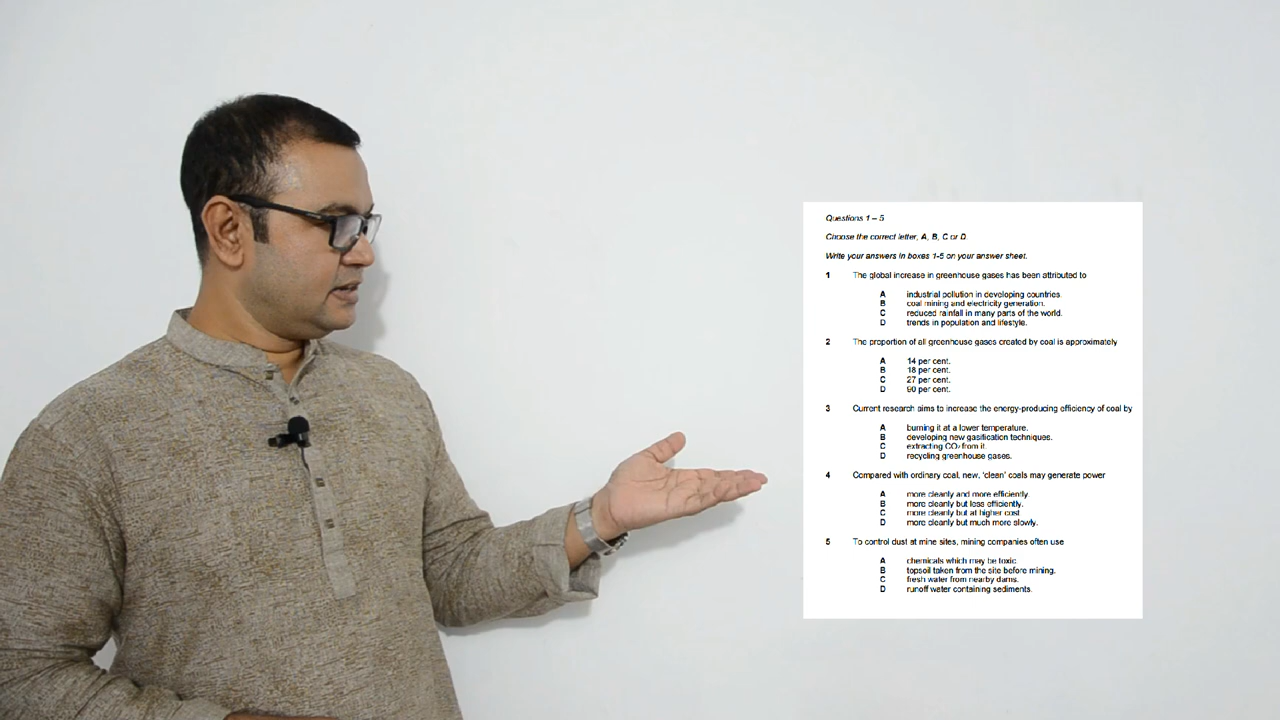 Questions 1 – 5
Choose the correct letter, A, B, C or D.
Write your answers in boxes 1-5 on your answer sheet.
1 The global increase in greenhouse gases has been attributed to
A industrial pollution in developing countries.
B coal mining and electricity generation.
C reduced rainfall in many parts of the world.
D trends in population and lifestyle.
2 The proportion of all greenhouse gases created by coal is approximately
A 14 per cent.
B 18 per cent.
C 27 per cent.
D 90 per cent.
3 Current research aims to increase the energy-producing efficiency of coal by
A burning it at a lower temperature.
B developing new gasification techniques.
C extracting CO₂ from it.
D recycling greenhouse gases.
4 Compared with ordinary coal, new, 'clean' coals may generate power
A more cleanly and more efficiently.
B more cleanly but less efficiently.
C more cleanly but at higher cost.
D more cleanly but much more slowly.
5 To control dust at mine sites, mining companies often use
A chemicals which may be toxic.
B topsoil taken from the site before mining.
C fresh water from nearby dams.
D runoff water containing sediments.